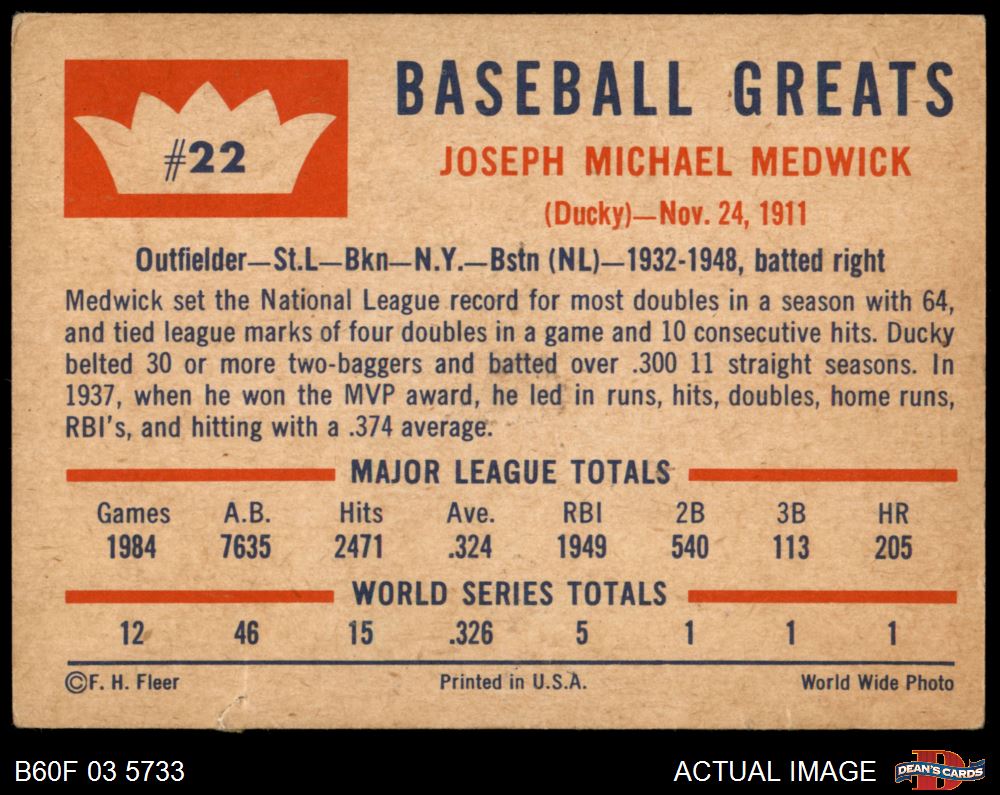 #22
BASEBALL GREATS
JOSEPH MICHAEL MEDWICK
(Ducky)—Nov. 24, 1911
Outfielder—St.L—Bkn—N.Y.—Bstn (NL)—1932-1948, batted right
Medwick set the National League record for most doubles in a season with 64,
and tied league marks of four doubles in a game and 10 consecutive hits. Ducky
belted 30 or more two-baggers and batted over .300 11 straight seasons. In
1937, when he won the MVP award, he led in runs, hits, doubles, home runs,
RBI's, and hitting with a .374 average.
MAJOR LEAGUE TOTALS
Games A.B. Hits Ave. RBI 2B 3B HR
1984 7635 2471 .324 1949 540 113 205
WORLD SERIES TOTALS
12 46 15 .326 5 1 1 1
©F. H. Fleer Printed in U.S.A. World Wide Photo
B60F 03 5733 ACTUAL IMAGE DEAN'S CARDS